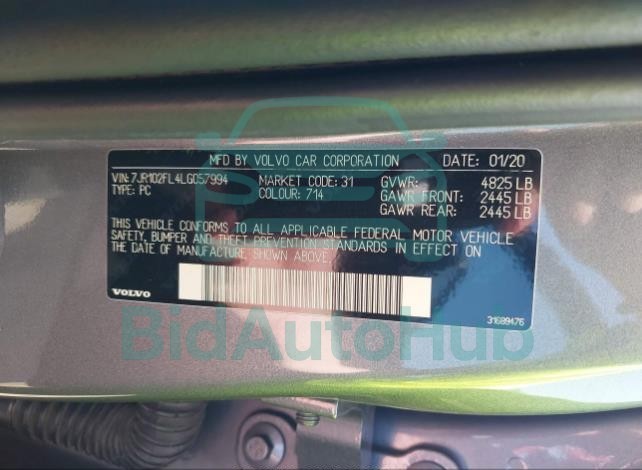 MFD BY VOLVO CAR CORPORATION DATE: 01/20
VIN:7JR102FL4LG057994 MARKET CODE: 31 GVWR: 4825 LB
TYPE: PC COLOUR: 714 GAWR FRONT: 2445 LB
GAWR REAR: 2445 LB
THIS VEHICLE CONFORMS TO ALL APPLICABLE FEDERAL MOTOR VEHICLE
SAFETY, BUMPER AND THEFT PREVENTION STANDARDS IN EFFECT ON
THE DATE OF MANUFACTURE SHOWN ABOVE.
VOLVO
31689476
BidAutoHub